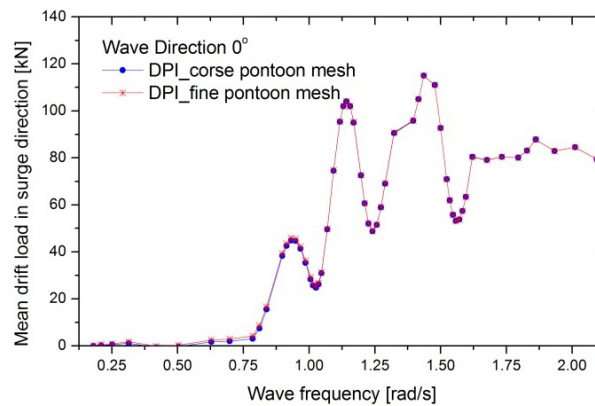 Mean drift load in surge direction [kN]
140
120
100
80
60
40
20
0
Wave Direction 0°
DPI_corse pontoon mesh
DPI_fine pontoon mesh
0.25 0.50 0.75 1.00 1.25 1.50 1.75 2.00
Wave frequency [rad/s]